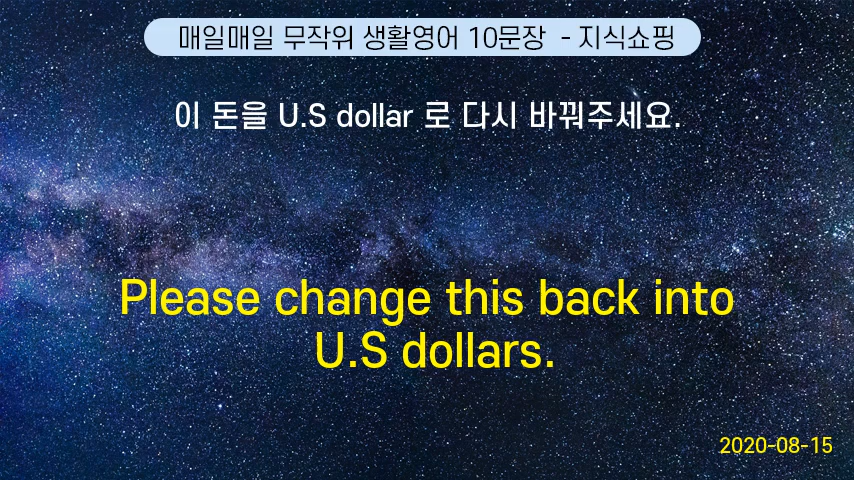 매일매일 무작위 생활영어 10문장 - 지식쇼핑
이 돈을 U.S dollar 로 다시 바꿔주세요.
Please change this back into
U.S dollars.
2020-08-15